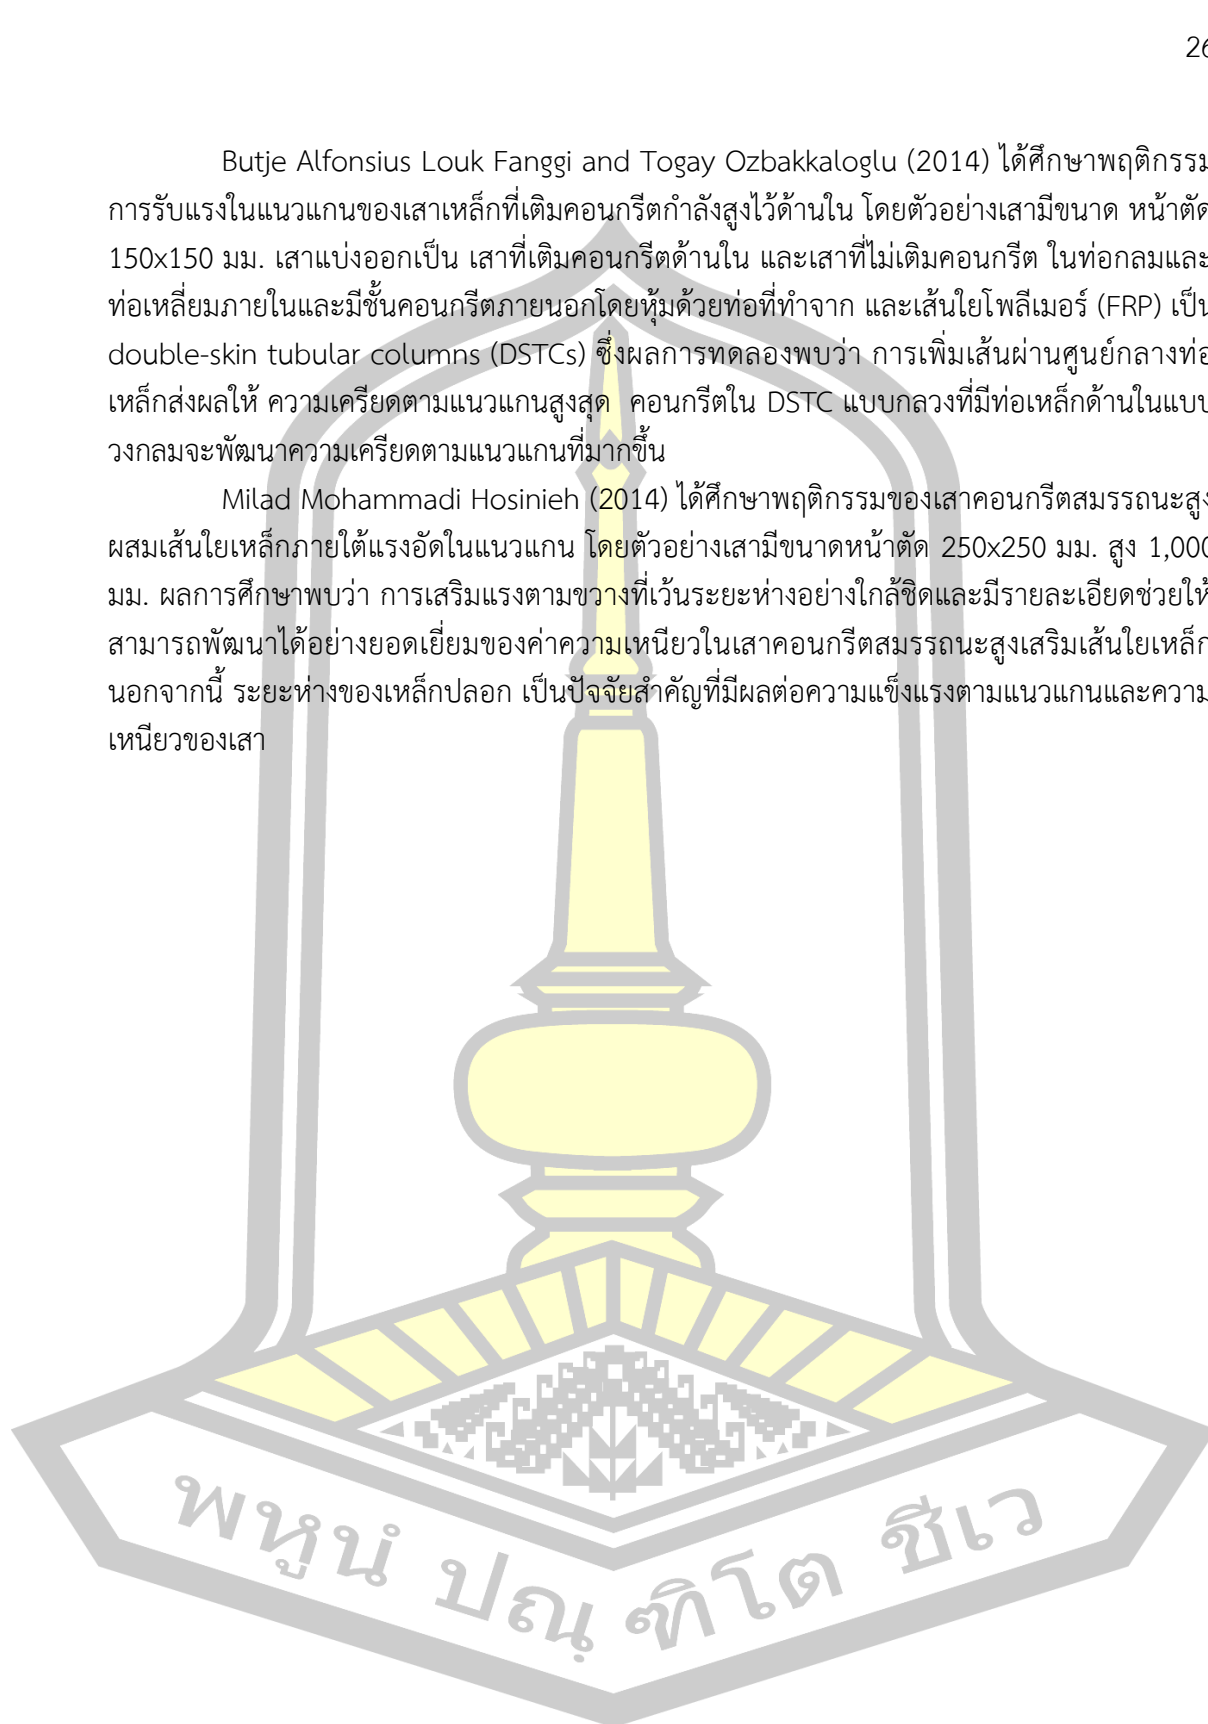 26
Butje Alfonsius Louk Fanggi and Togay Ozbakkaloglu (2014) ได้ศึกษาพฤติกรรม
การรับแรงในแนวแกนของเสาเหล็กที่เติมคอนกรีตกำลังสูงไว้ด้านใน โดยตัวอย่างเสามีขนาด หน้าตัด
150x150 มม. เสาแบ่งออกเป็น เสาที่เติมคอนกรีตด้านใน และเสาที่ไม่เติมคอนกรีต ในท่อกลมและ
ท่อเหลี่ยมภายในและมีชั้นคอนกรีตภายนอกโดยหุ้มด้วยท่อที่ทำจาก และเส้นใยโพลีเมอร์ (FRP) เป็น
double-skin tubular columns (DSTCs) ซึ่งผลการทดลองพบว่า การเพิ่มเส้นผ่านศูนย์กลางท่อ
เหล็กส่งผลให้ ความเครียดตามแนวแกนสูงสุด คอนกรีตใน DSTC แบบกลวงที่มีท่อเหล็กด้านในแบบ
วงกลมจะพัฒนาความเครียดตามแนวแกนที่มากขึ้น
Milad Mohammadi Hosinieh (2014) ได้ศึกษาพฤติกรรมของเสาคอนกรีตสมรรถนะสูง
ผสมเส้นใยเหล็กภายใต้แรงอัดในแนวแกน โดยตัวอย่างเสามีขนาดหน้าตัด 250x250 มม. สูง 1,000
มม. ผลการศึกษาพบว่า การเสริมแรงตามขวางที่เว้นระยะห่างอย่างใกล้ชิดและมีรายละเอียดช่วยให้
สามารถพัฒนาได้อย่างยอดเยี่ยมของค่าความเหนียวในเสาคอนกรีตสมรรถนะสูงเสริมเส้นใยเหล็ก
นอกจากนี้ ระยะห่างของเหล็กปลอก เป็นปัจจัยสำคัญที่มีผลต่อความแข็งแรงตามแนวแกนและความ
เหนียวของเสา
พหูนํ ปณฺฑิโต ชีเว